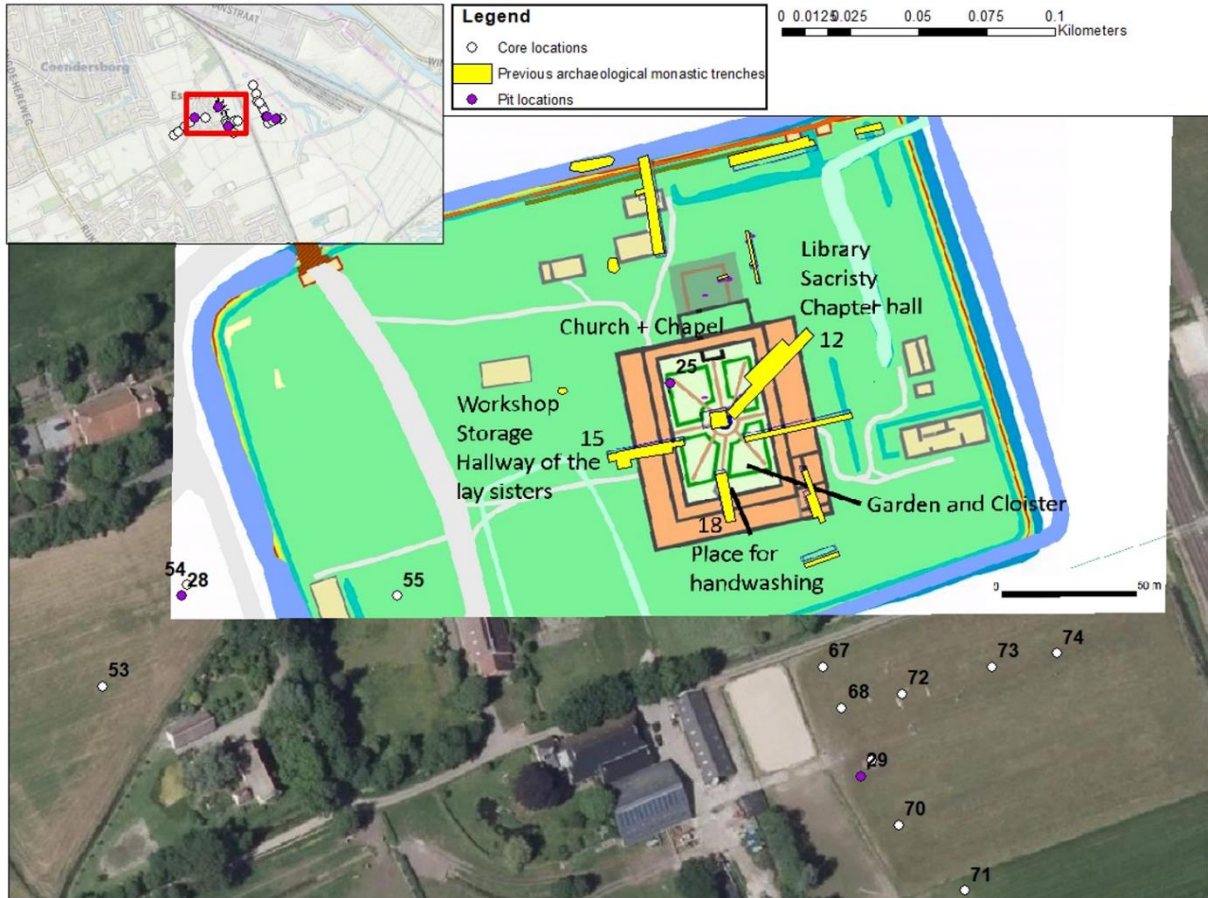 ANSTRAAT
Coendersborg
Legend
Core locations
Previous archaeological monastic trenches
Pit locations
0 0.0125 0.025 0.05 0.075 0.1
Kilometers
Library
Sacristy
Chapter hall
Church + Chapel
12
25
Workshop
Storage
15
Hallway of the
lay sisters
Garden and Cloister
18
Place for
handwashing
0 50 m
54
28
55
53
67
68
72
73
74
29
70
71